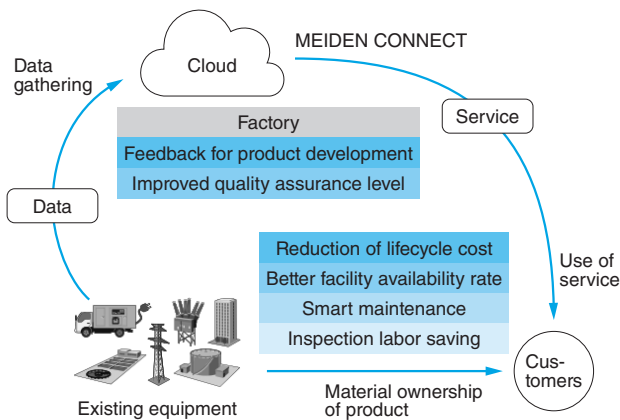 MEIDEN CONNECT
Cloud
Data
gathering
Factory
Service
Feedback for product development
Improved quality assurance level
Data
Reduction of lifecycle cost
Better facility availability rate
Use of
service
Smart maintenance
Inspection labor saving
Cus-
tomers
Existing equipment
Material ownership
of product